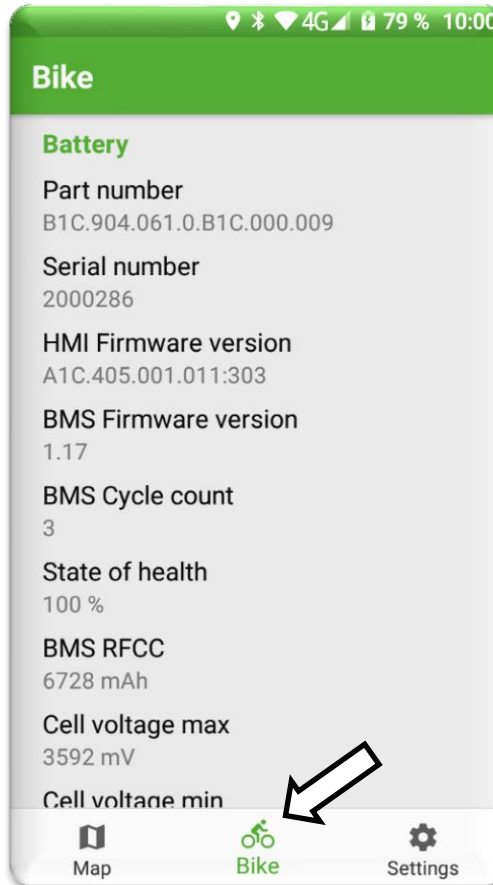 4G 79 % 10:00
Bike
Battery
Part number
B1C.904.061.0.B1C.000.009
Serial number
2000286
HMI Firmware version
A1C.405.001.011:303
BMS Firmware version
1.17
BMS Cycle count
3
State of health
100 %
BMS RFCC
6728 mAh
Cell voltage max
3592 mV
Cell voltage min
Map Bike Settings